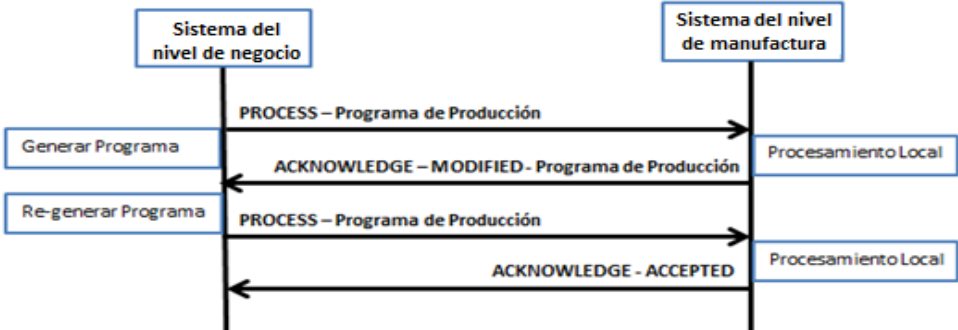 Sistema del
nivel de negocio
Sistema del nivel
de manufactura
PROCESS – Programa de Producción
Generar Programa
Procesamiento Local
ACKNOWLEDGE – MODIFIED - Programa de Producción
Re-generar Programa
PROCESS – Programa de Producción
Procesamiento Local
ACKNOWLEDGE - ACCEPTED